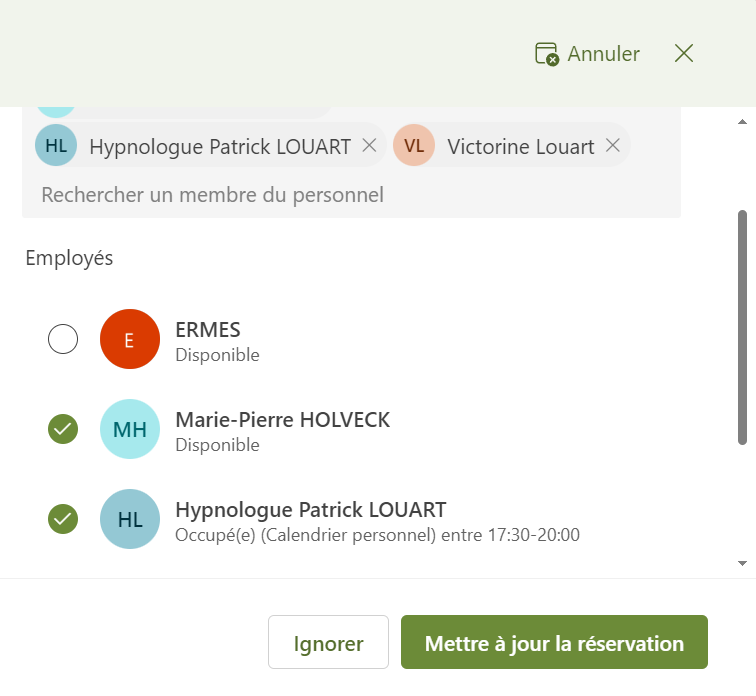 Annuler
HL Hypnologue Patrick LOUART VL Victorine Louart
Rechercher un membre du personnel
Employés
E ERMES
Disponible
MH Marie-Pierre HOLVECK
Disponible
HL Hypnologue Patrick LOUART
Occupé(e) (Calendrier personnel) entre 17:30-20:00
Ignorer Mettre à jour la réservation